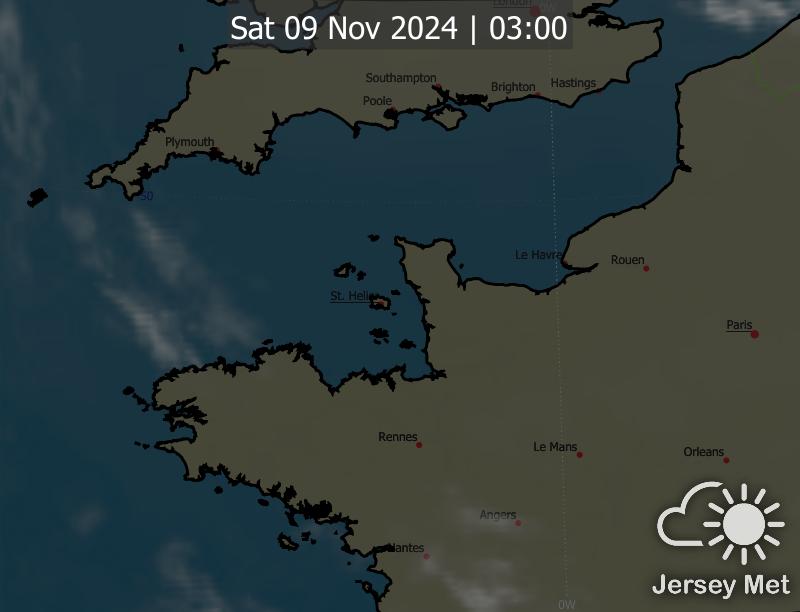 London
0W
Sat 09 Nov 2024 | 03:00
Southampton
Brighton
Hastings
Poole
Plymouth
50
Le Havre
Rouen
St. Helier
Paris
Rennes
Le Mans
Orleans
Angers
Nantes
Jersey Met
0W